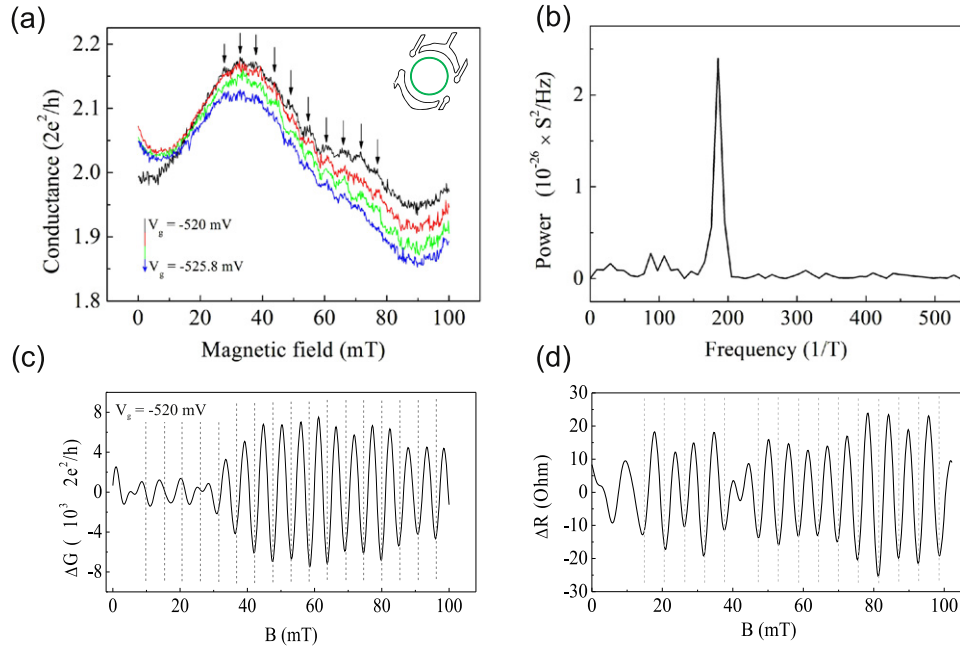 (a)
2.2
2.1
2.0
1.9
1.8
Conductance (2e²/h)
V_g = -520 mV
V_g = -525.8 mV
0 20 40 60 80 100
Magnetic field (mT)
(b)
2
1
0
Power (10⁻²⁶ × S²/Hz)
0 100 200 300 400 500
Frequency (1/T)
(c)
V_g = -520 mV
8
4
0
-4
-8
ΔG ( 10³ 2e²/h)
0 20 40 60 80 100
B (mT)
(d)
30
20
10
0
-10
-20
-30
ΔR (Ohm)
0 20 40 60 80 100
B (mT)